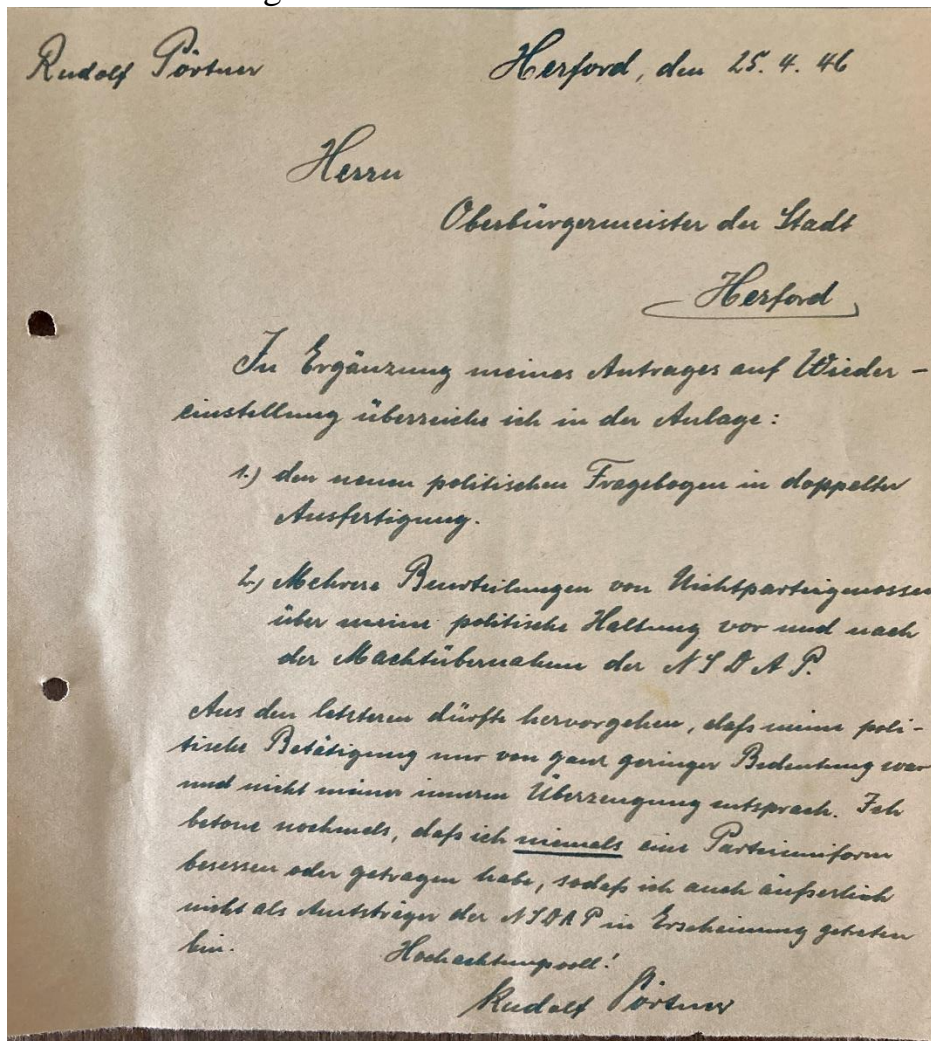 Rudolf Pörtner Herford, den 25. 4. 46
Herrn
Oberbürgermeister der Stadt
Herford
In Ergänzung meines Antrages auf Wieder-
einstellung überreiche ich in der Anlage:
1.) den neuen politischen Fragebogen in doppelter
Ausfertigung.
2.) Mehrere Beurteilungen von Nichtparteigenossen
über meine politische Haltung vor und nach
der Machtübernahme der NSDAP.
Aus den letzteren dürfte hervorgehen, daß meine poli-
tische Betätigung nur von ganz geringer Bedeutung war
und nicht meiner inneren Überzeugung entsprach. Ich
betone nochmals, daß ich niemals eine Parteiuniform
besessen oder getragen habe, sodaß ich auch äußerlich
nicht als Amtsträger der NSDAP in Erscheinung getreten
bin. Hochachtungsvoll!
Rudolf Pörtner